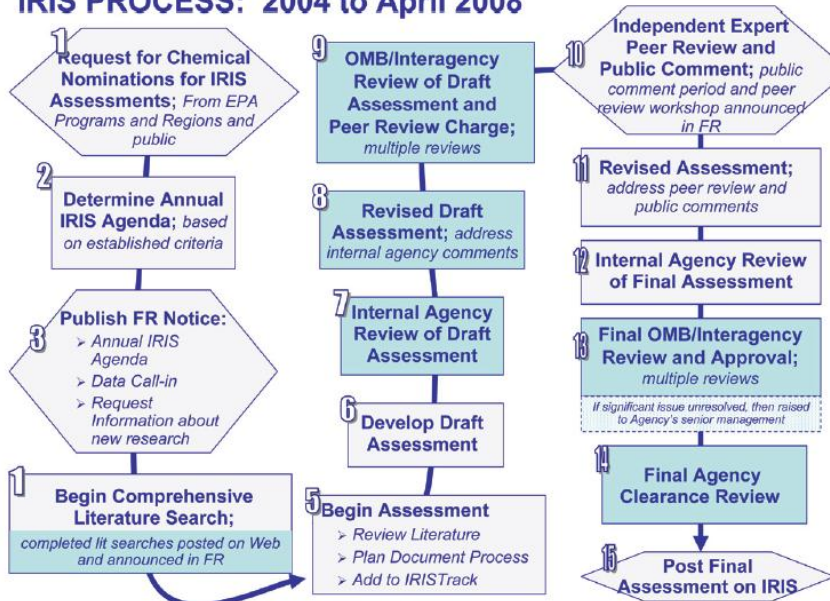 IRIS PROCESS: 2004 to April 2008
1
Request for Chemical
Nominations for IRIS
Assessments; From EPA
Programs and Regions and
public
2
Determine Annual
IRIS Agenda; based
on established criteria
3
Publish FR Notice:
➢ Annual IRIS
Agenda
➢ Data Call-in
➢ Request
Information about
new research
1
Begin Comprehensive
Literature Search;
completed lit searches posted on Web
and announced in FR
5
Begin Assessment
➢ Review Literature
➢ Plan Document Process
➢ Add to IRISTrack
6
Develop Draft
Assessment
7
Internal Agency
Review of Draft
Assessment
8
Revised Draft
Assessment; address
internal agency comments
9
OMB/Interagency
Review of Draft
Assessment and
Peer Review Charge;
multiple reviews
10
Independent Expert
Peer Review and
Public Comment; public
comment period and peer
review workshop announced
in FR
11
Revised Assessment;
address peer review and
public comments
12
Internal Agency Review
of Final Assessment
13
Final OMB/Interagency
Review and Approval;
multiple reviews
If significant issue unresolved, then raised
to Agency's senior management
14
Final Agency
Clearance Review
15
Post Final
Assessment on IRIS